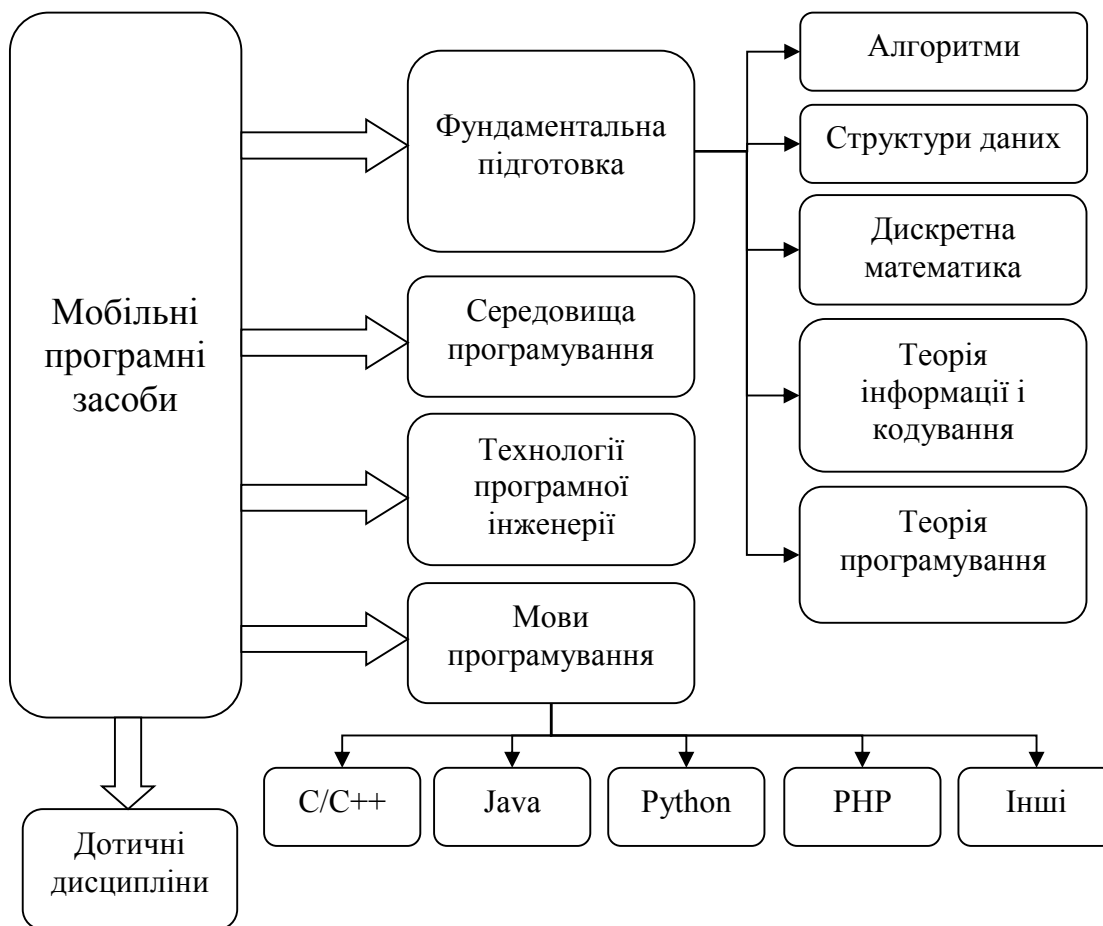 Мобільні
програмні
засоби
Фундаментальна
підготовка
Середовища
програмування
Технології
програмної
інженерії
Мови
програмування
Алгоритми
Структури даних
Дискретна
математика
Теорія
інформації і
кодування
Теорія
програмування
C/C++
Java
Python
PHP
Інші
Дотичні
дисципліни